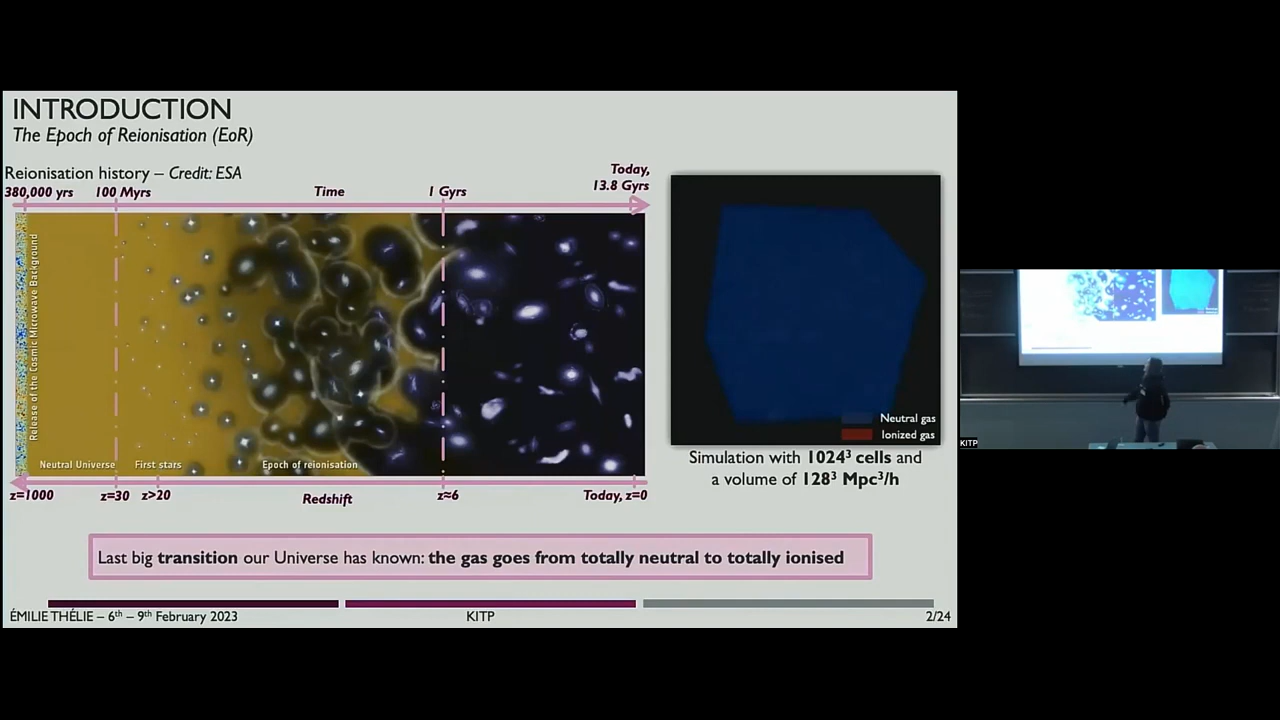 INTRODUCTION
The Epoch of Reionisation (EoR)
Reionisation history – Credit: ESA
380,000 yrs
100 Myrs
Time
1 Gyrs
Today,
13.8 Gyrs
Release of the Cosmic Microwave Background
Neutral Universe
First stars
Epoch of reionisation
z=1000
z=30
z>20
Redshift
z≈6
Today, z=0
Neutral gas
Ionized gas
Simulation with 1024³ cells and
a volume of 128³ Mpc³/h
Last big transition our Universe has known: the gas goes from totally neutral to totally ionised
ÉMILIE THÉLIE – 6th – 9th February 2023
KITP
2/24
KITP